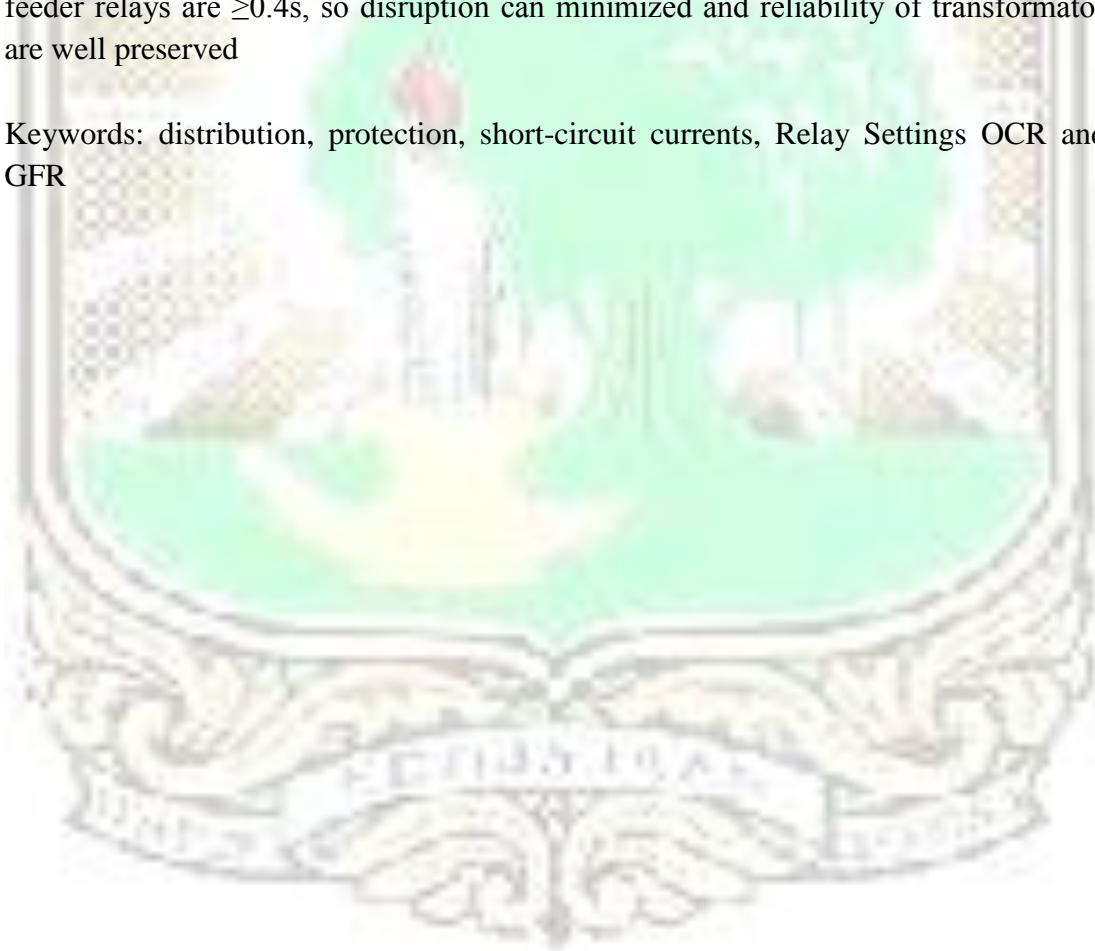 feeder relays are ≥0.4s, so disruption can minimized and reliability of
are well preserved
Keywords: distribution, protection, short-circuit currents, Relay Settings OCR and
GFR